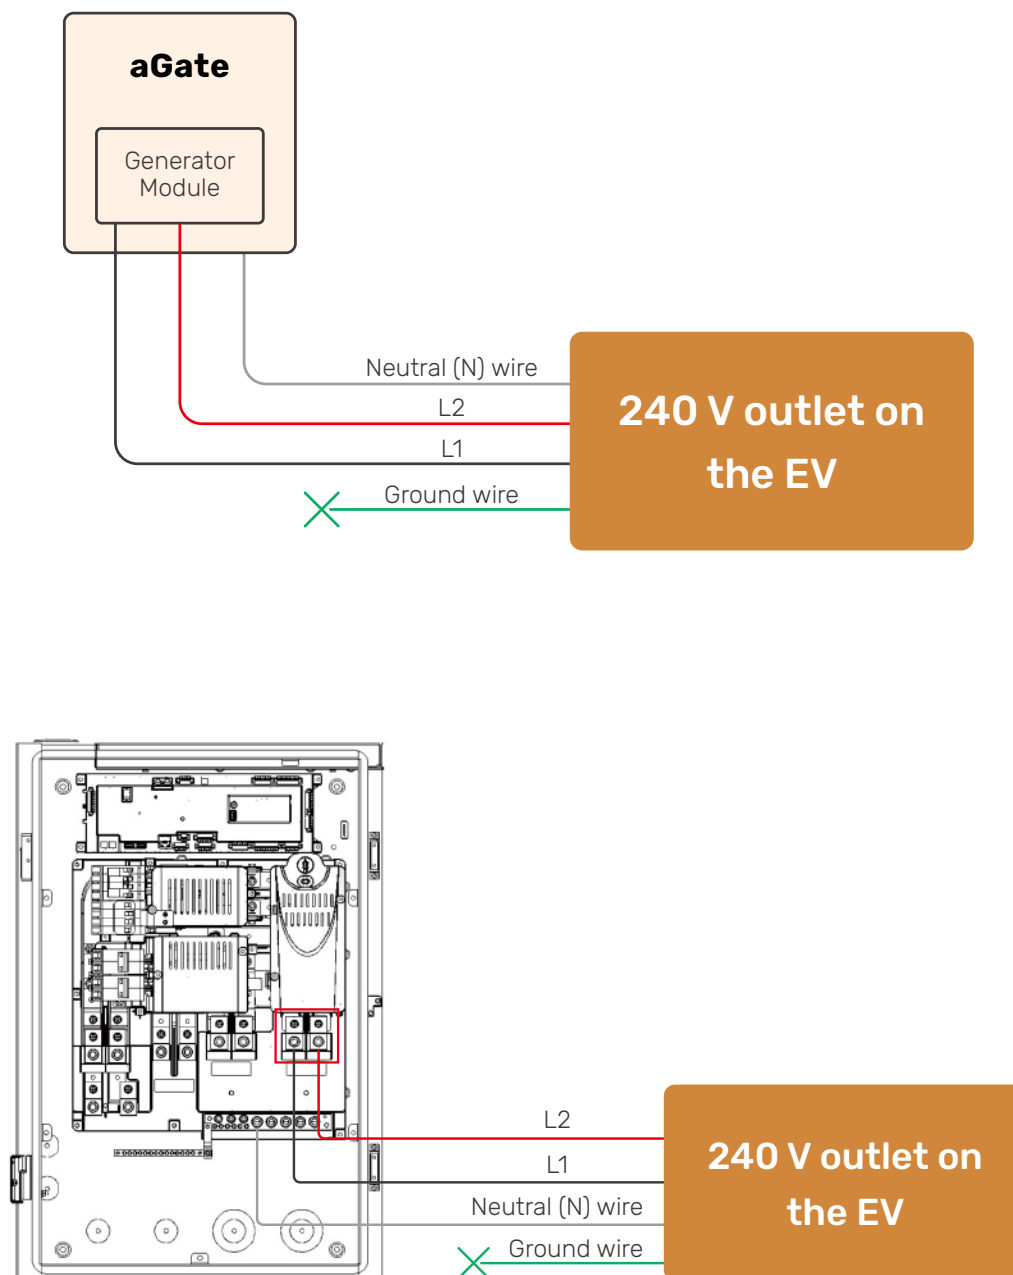 aGate
Generator
Module
Neutral (N) wire
L2
L1
Ground wire
240 V outlet on
the EV
L2
L1
Neutral (N) wire
Ground wire
240 V outlet on
the EV